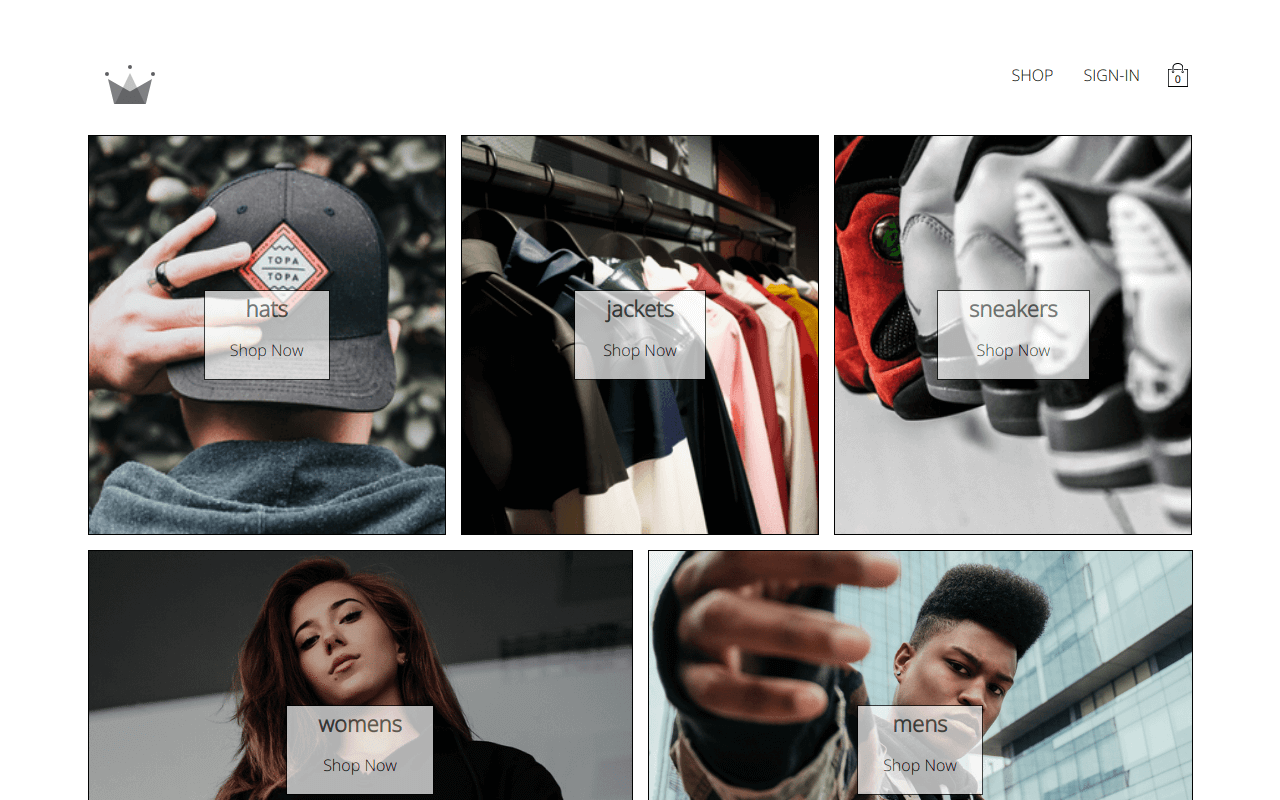 SHOP
SIGN-IN
0
TOPA
TOPA
hats
Shop Now
jackets
Shop Now
sneakers
Shop Now
womens
Shop Now
mens
Shop Now